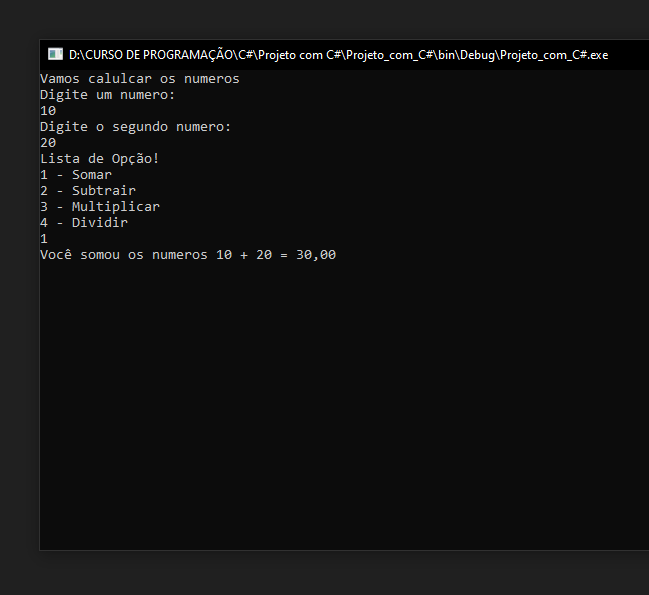 D:\CURSO DE PROGRAMAÇÃO\C#\Projeto com C#\Projeto_com_C#\bin\Debug\Projeto_com_C#.exe
Vamos calulcar os numeros
Digite um numero:
10
Digite o segundo numero:
20
Lista de Opção!
1 - Somar
2 - Subtrair
3 - Multiplicar
4 - Dividir
1
Você somou os numeros 10 + 20 = 30,00